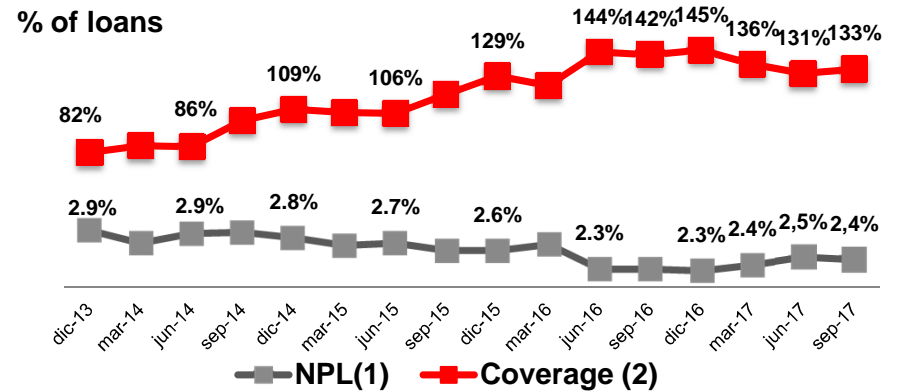 % of loans
82%
86%
109%
106%
129%
144%
142%
145%
136%
131%
133%
2.9%
2.9%
2.8%
2.7%
2.6%
2.3%
2.3%
2.4%
2,5%
2,4%
dic-13
mar-14
jun-14
sep-14
dic-14
mar-15
jun-15
sep-15
dic-15
mar-16
jun-16
sep-16
dic-16
mar-17
jun-17
sep-17
NPL(1)
Coverage (2)